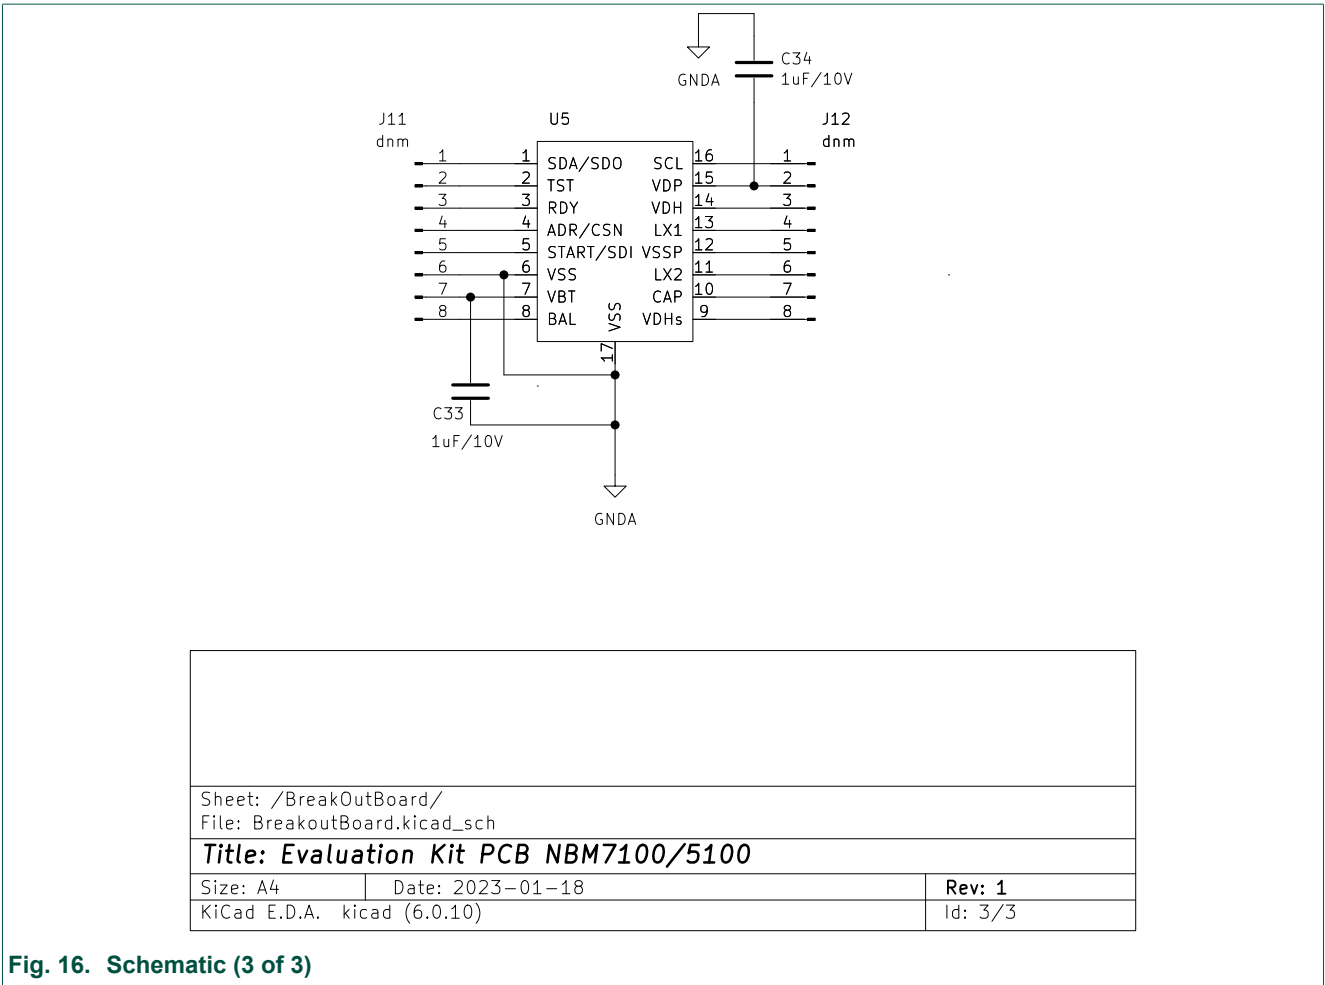 C34
GNDA 1uF/10V
J11 U5 J12
dnm dnm
1 1 SDA/SDO SCL 16 1
2 2 TST VDP 15 2
3 3 RDY VDH 14 3
4 4 ADR/CSN LX1 13 4
5 5 START/SDI VSSP 12 5
6 6 VSS LX2 11 6
7 7 VBT CAP 10 7
8 8 BAL VSS VDHs 9 8
17
C33
1uF/10V
GNDA
Sheet: /BreakOutBoard/
File: BreakoutBoard.kicad_sch
Title: Evaluation Kit PCB NBM7100/5100
Size: A4 Date: 2023-01-18 Rev: 1
KiCad E.D.A. kicad (6.0.10) Id: 3/3
Fig. 16. Schematic (3 of 3)